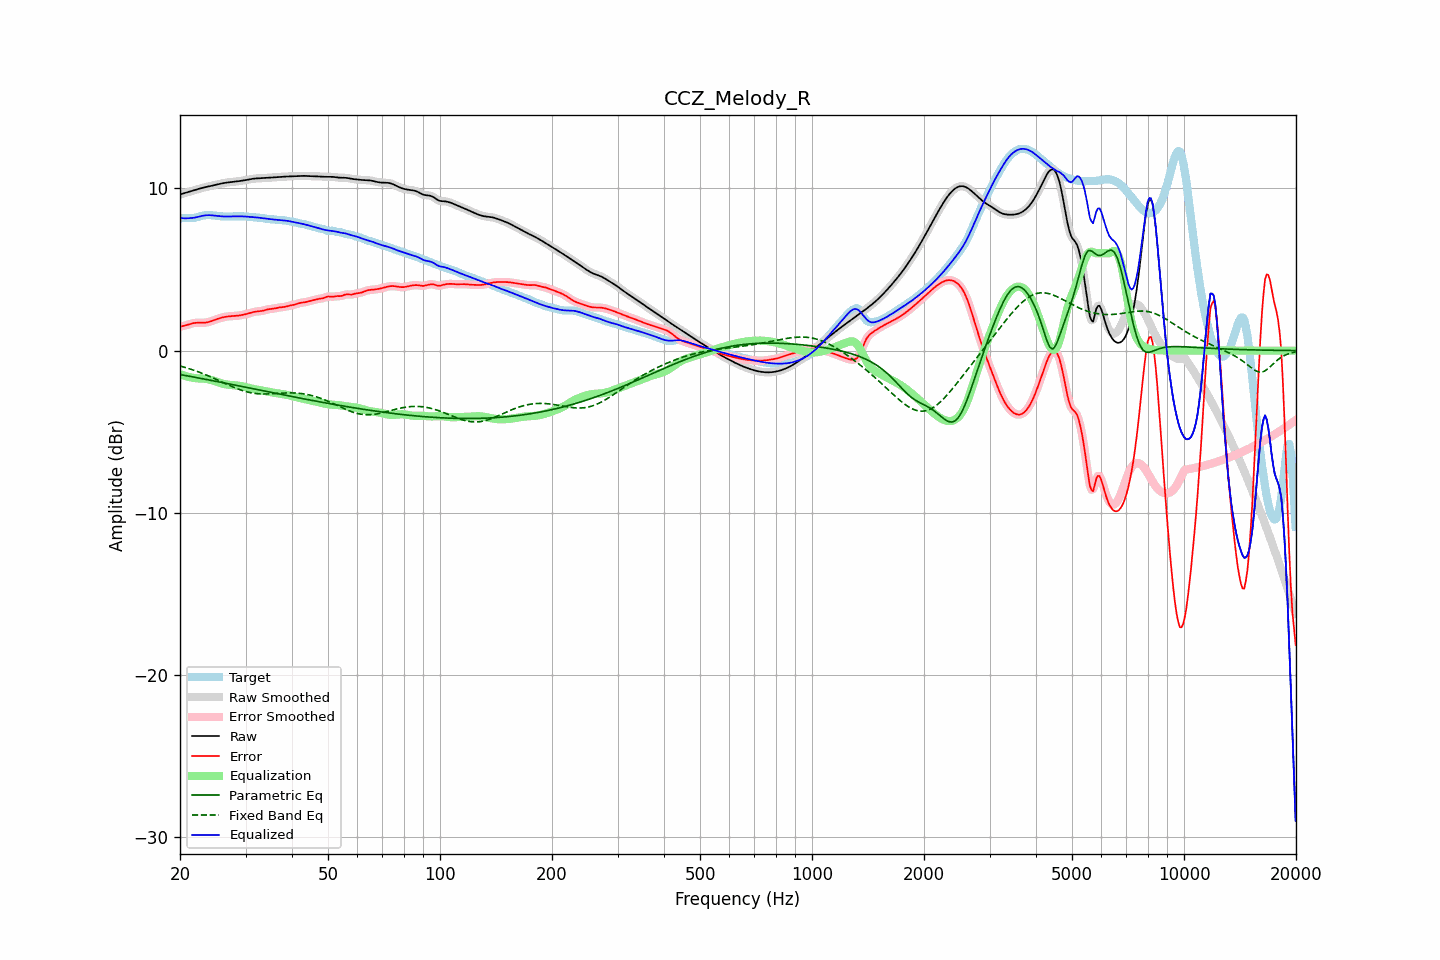 CCZ_Melody_R
Amplitude (dBr)
10
0
−10
−20
−30
Target
Raw Smoothed
Error Smoothed
Raw
Error
Equalization
Parametric Eq
Fixed Band Eq
Equalized
20 50 100 200 500 1000 2000 5000 10000 20000
Frequency (Hz)